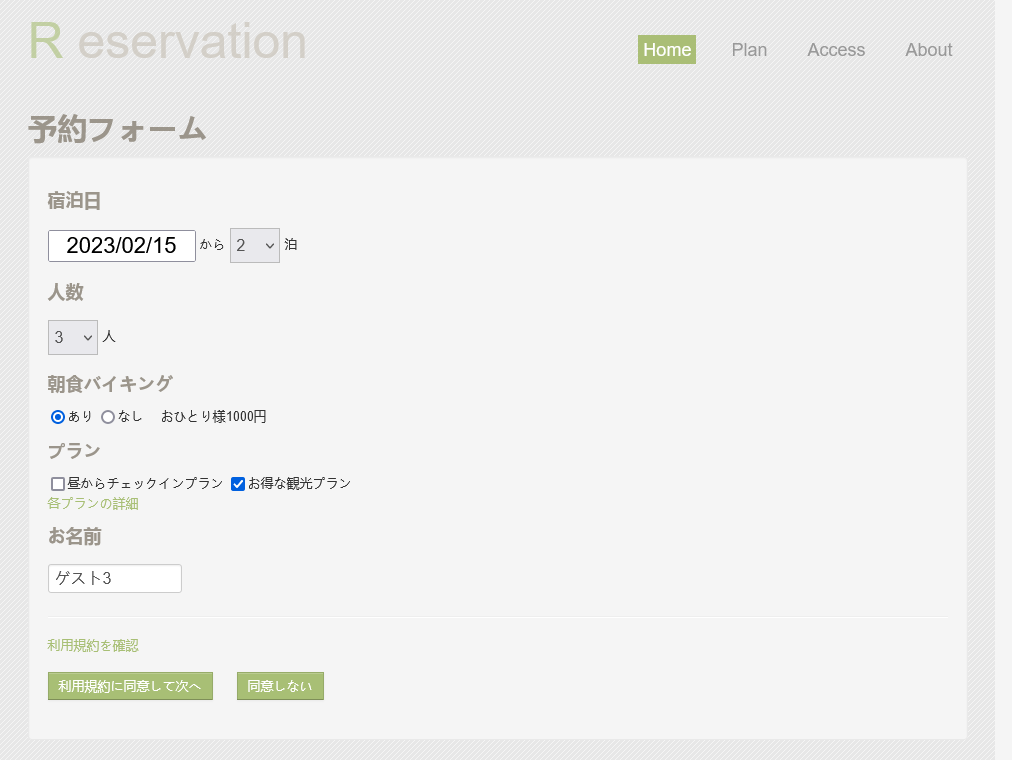 R eservation
Home Plan Access About
予約フォーム
宿泊日
2023/02/15 から 2 泊
人数
3 人
朝食バイキング
あり なし おひとり様1000円
プラン
昼からチェックインプラン お得な観光プラン
各プランの詳細
お名前
ゲスト3
利用規約を確認
利用規約に同意して次へ 同意しない